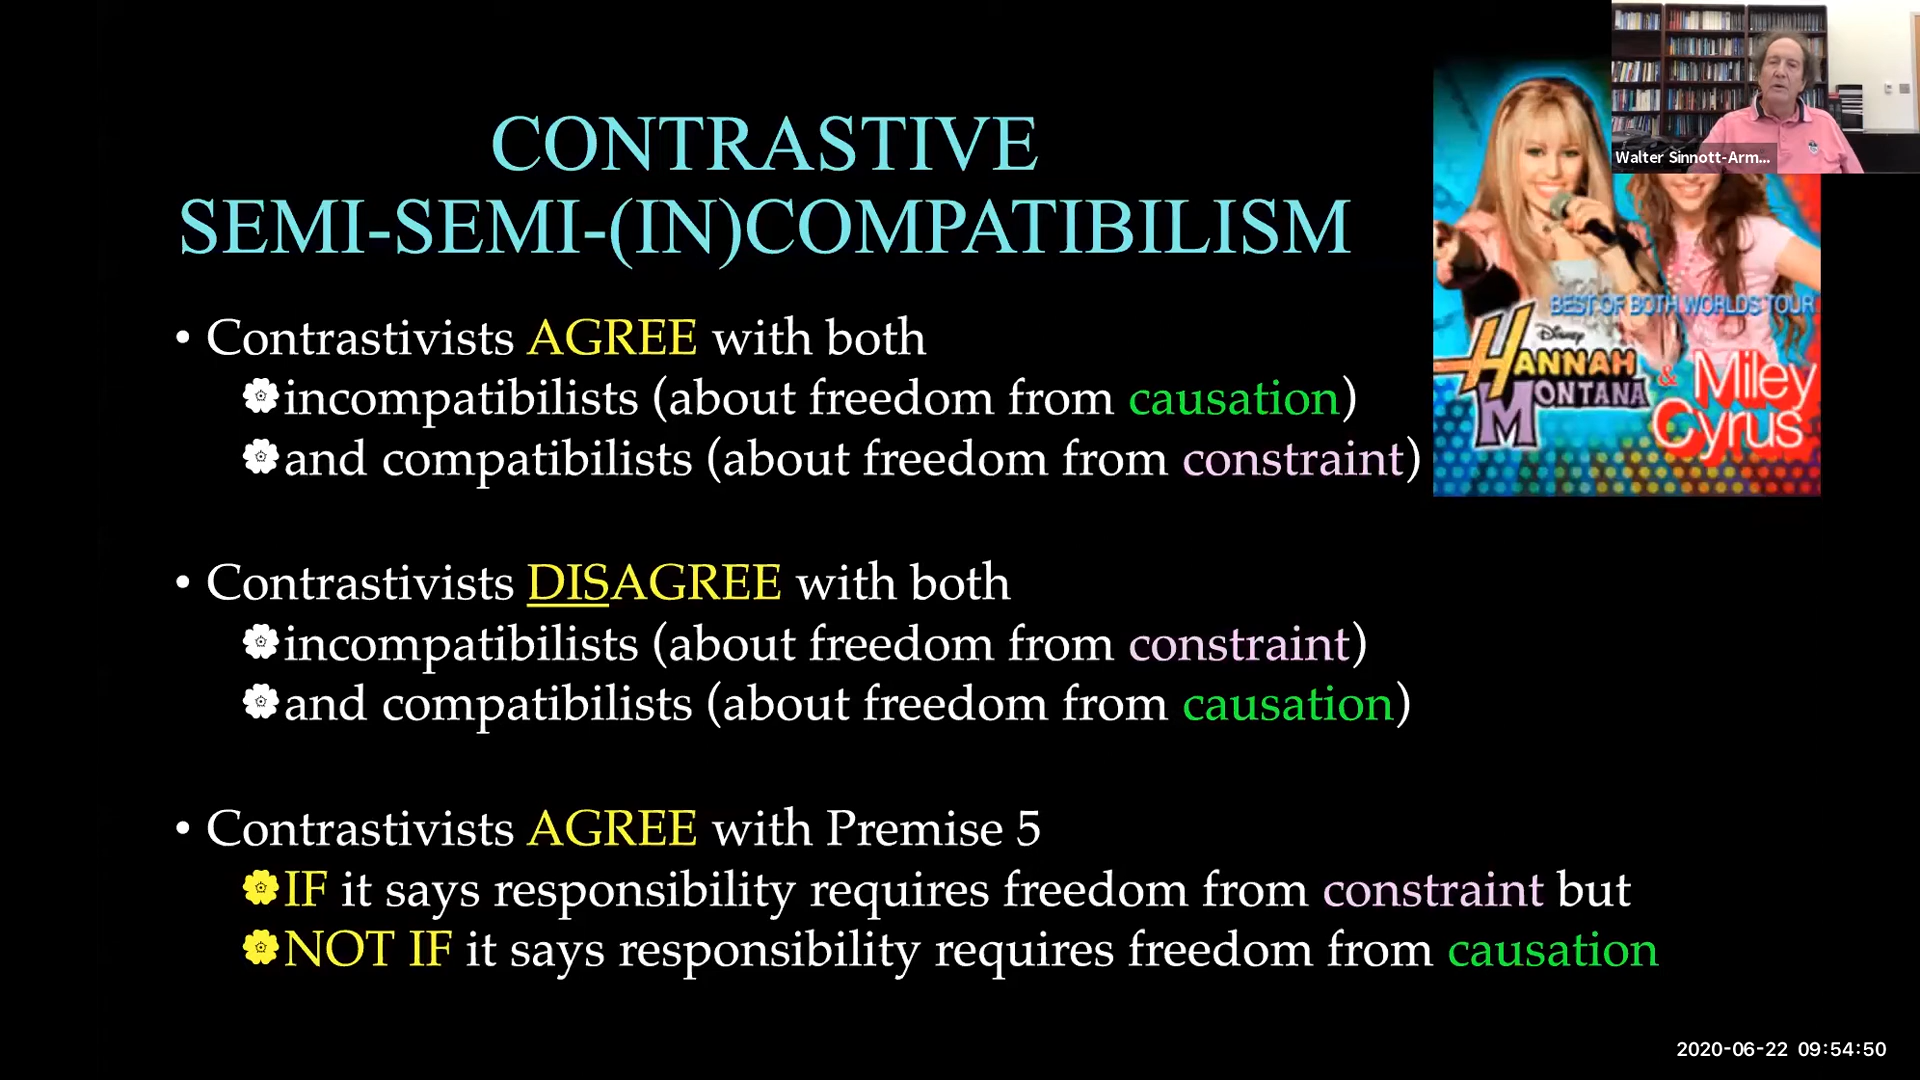 CONTRASTIVE
SEMI-SEMI-(IN)COMPATIBILISM
• Contrastivists AGREE with both
incompatibilists (about freedom from causation)
and compatibilists (about freedom from constraint)
• Contrastivists DISAGREE with both
incompatibilists (about freedom from constraint)
and compatibilists (about freedom from causation)
• Contrastivists AGREE with Premise 5
IF it says responsibility requires freedom from constraint but
NOT IF it says responsibility requires freedom from causation
Walter Sinnott-Arm...
BEST OF BOTH WORLDS TOUR
Disney
HANNAH
MONTANA
& Miley
Cyrus
2020-06-22 09:54:50